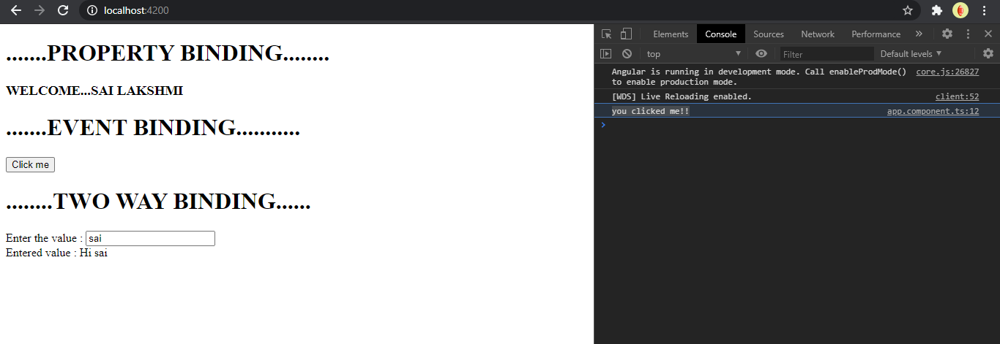 localhost:4200
.......PROPERTY BINDING........
WELCOME...SAI LAKSHMI
.......EVENT BINDING...........
Click me
........TWO WAY BINDING......
Enter the value : sai
Entered value : Hi sai
Elements Console Sources Network Performance »
top Filter Default levels
Angular is running in development mode. Call enableProdMode() core.js:26827
to enable production mode.
[WDS] Live Reloading enabled. client:52
you clicked me!! app.component.ts:12
>